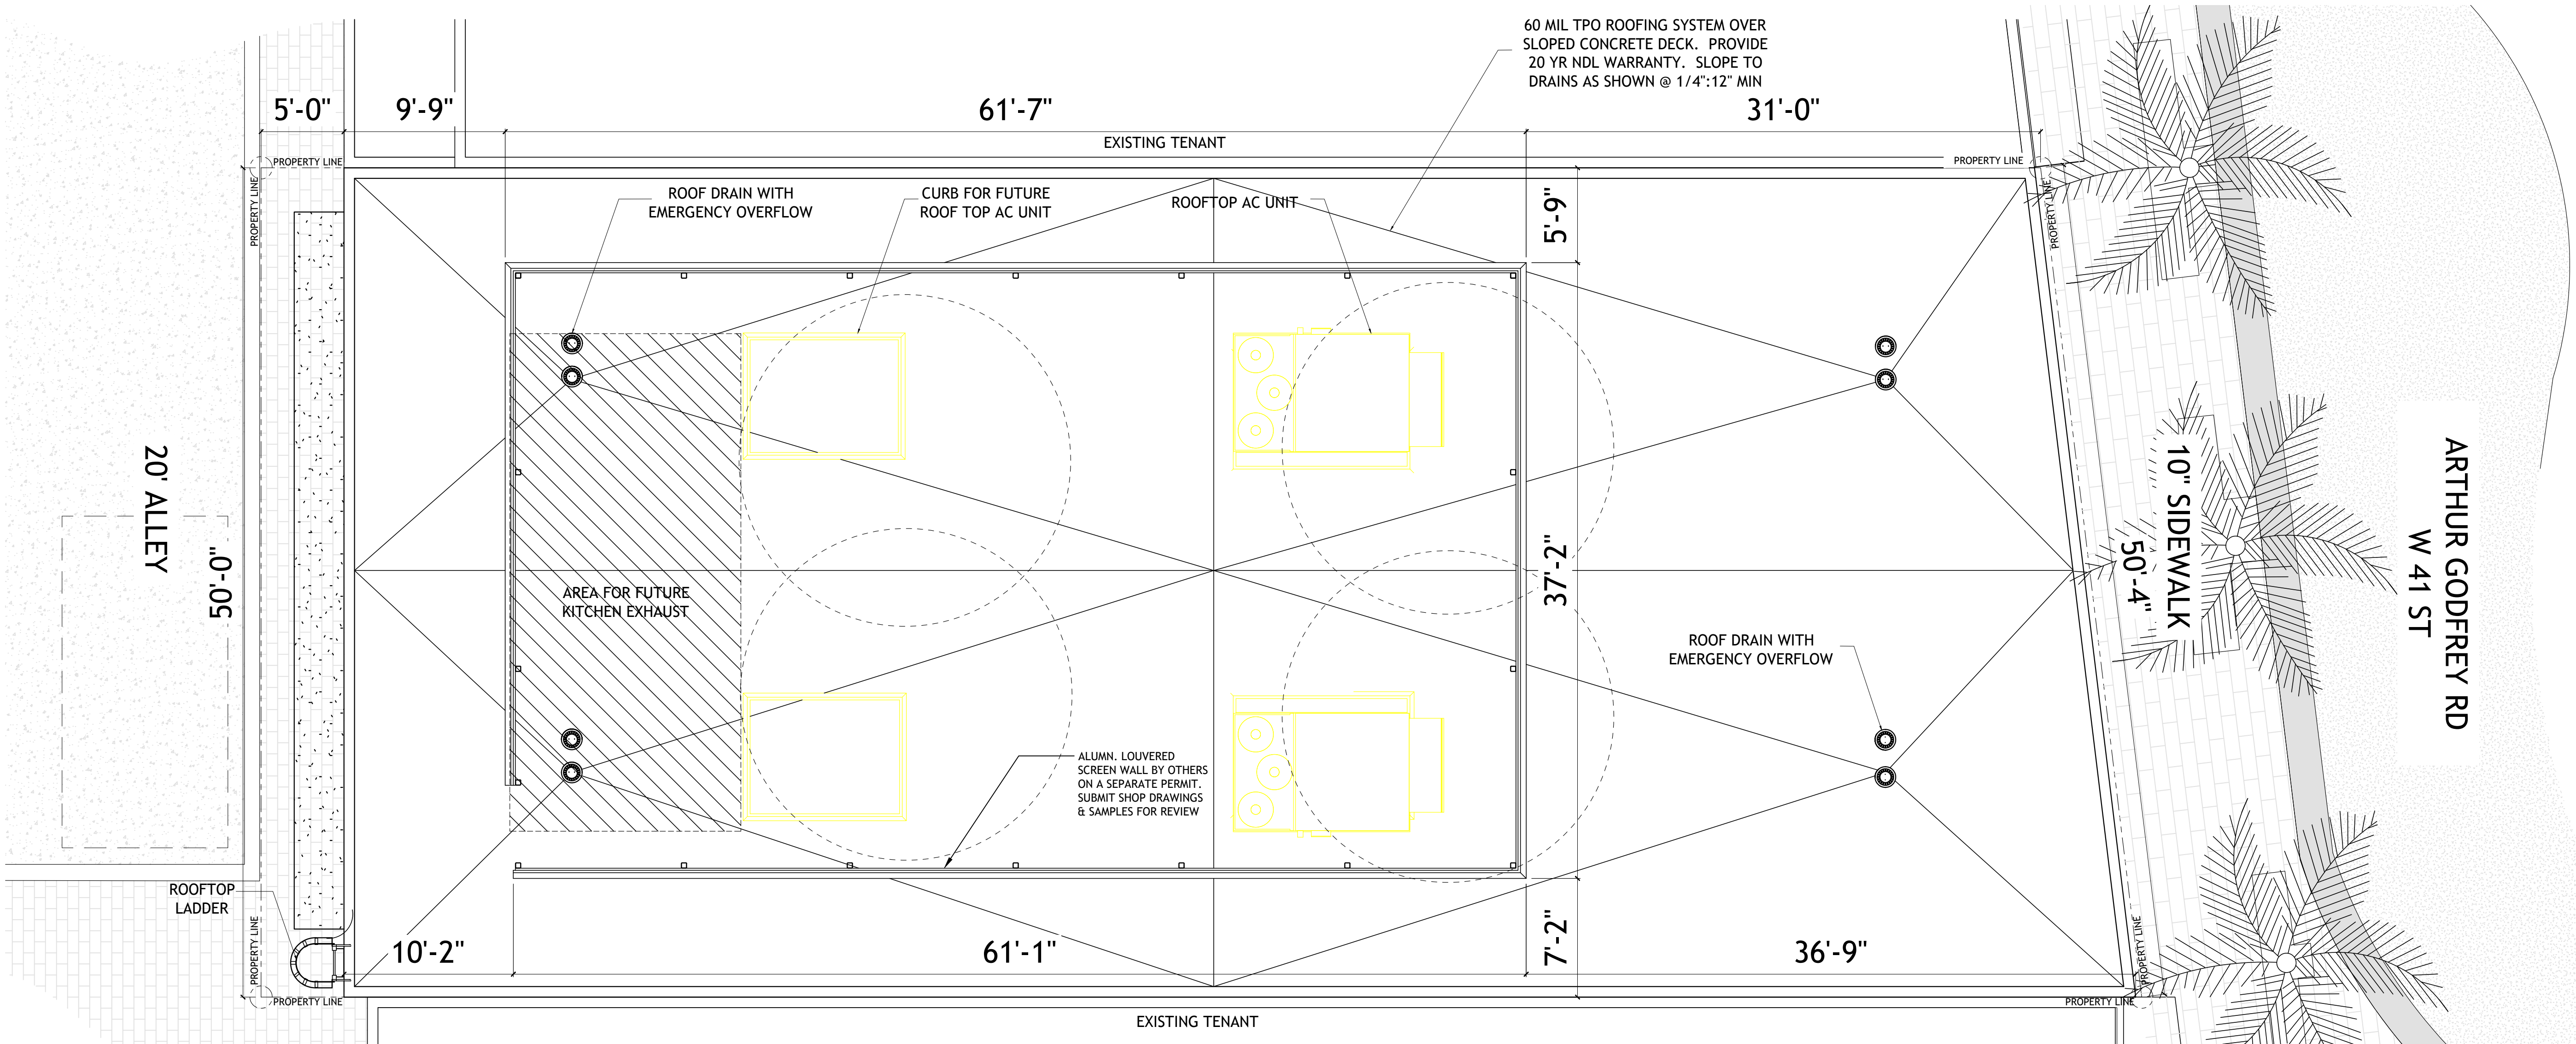 60 MIL TPO ROOFING SYSTEM OVER
SLOPED CONCRETE DECK. PROVIDE
20 YR NDL WARRANTY. SLOPE TO
DRAINS AS SHOWN @ 1/4":12" MIN
5'-0"
9'-9"
61'-7"
31'-0"
EXISTING TENANT
PROPERTY LINE
PROPERTY LINE
PROPERTY LINE
PROPERTY LINE
ROOF DRAIN WITH
EMERGENCY OVERFLOW
CURB FOR FUTURE
ROOF TOP AC UNIT
ROOFTOP AC UNIT
5'-9"
20' ALLEY
50'-0"
AREA FOR FUTURE
KITCHEN EXHAUST
37'-2"
ROOF DRAIN WITH
EMERGENCY OVERFLOW
50'-4"
10" SIDEWALK
ARTHUR GODFREY RD
W 41 ST
ALUMN. LOUVERED
SCREEN WALL BY OTHERS
ON A SEPARATE PERMIT.
SUBMIT SHOP DRAWINGS
& SAMPLES FOR REVIEW
ROOFTOP
LADDER
PROPERTY LINE
10'-2"
61'-1"
7'-2"
36'-9"
PROPERTY LINE
PROPERTY LINE
PROPERTY LINE
EXISTING TENANT